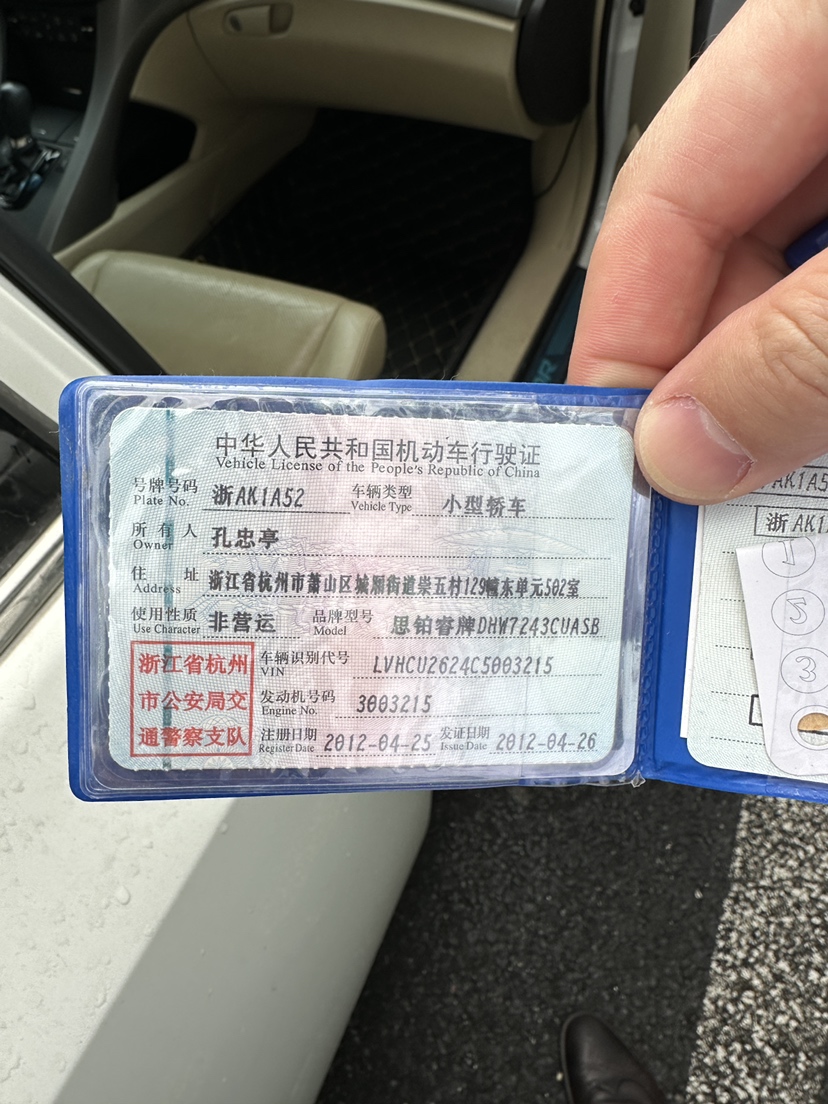 中华人民共和国机动车行驶证
Vehicle License of the People's Republic of China
号牌号码 浙AK1A52 车辆类型 小型轿车
Plate No. Vehicle Type
所有人 孔忠亭
Owner
住址 浙江省杭州市萧山区城厢街道崇五村129幢东单元502室
Address
使用性质 非营运 品牌型号 思铂睿牌DHW7243CUASB
Use Character Model
浙江省杭州 车辆识别代号 LVHCU2624C5003215
VIN
市公安局交 发动机号码 3003215
Engine No.
通警察支队 注册日期 2012-04-25 发证日期 2012-04-26
Register Date Issue Date
AK1A5
浙AK1
1
5
3